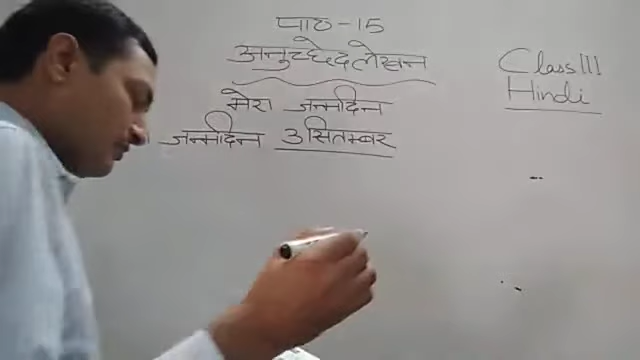 पाठ - 15
अनुच्छेद लेखन
Class III
Hindi
मेरा जन्मदिन
जन्मदिन 3 सितम्बर